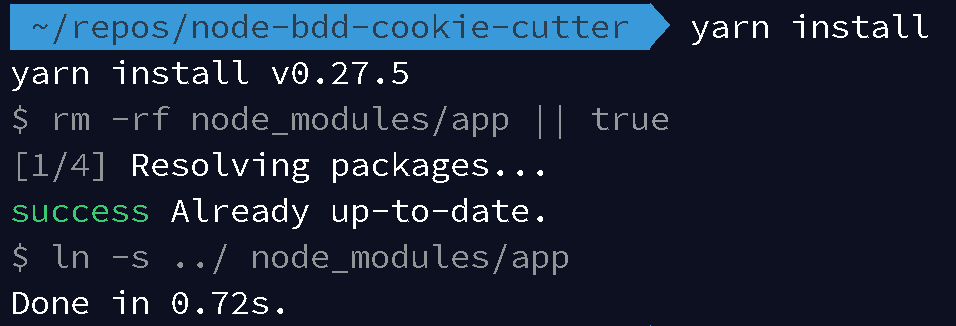 ~/repos/node-bdd-cookie-cutter yarn install
yarn install v0.27.5
$ rm -rf node_modules/app || true
[1/4] Resolving packages...
success Already up-to-date.
$ ln -s ../ node_modules/app
Done in 0.72s.